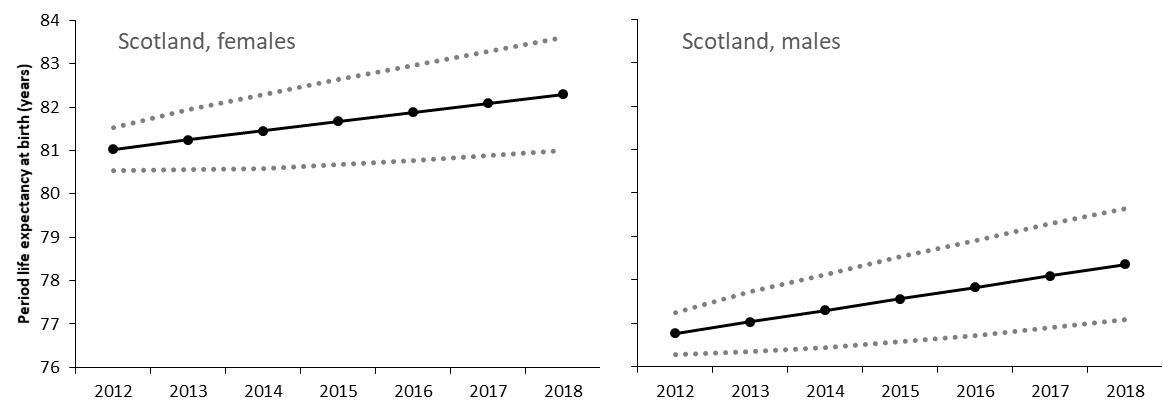 Period life expectancy at birth (years)
84
83
82
81
80
79
78
77
76
Scotland, females
2012 2013 2014 2015 2016 2017 2018
Scotland, males
2012 2013 2014 2015 2016 2017 2018